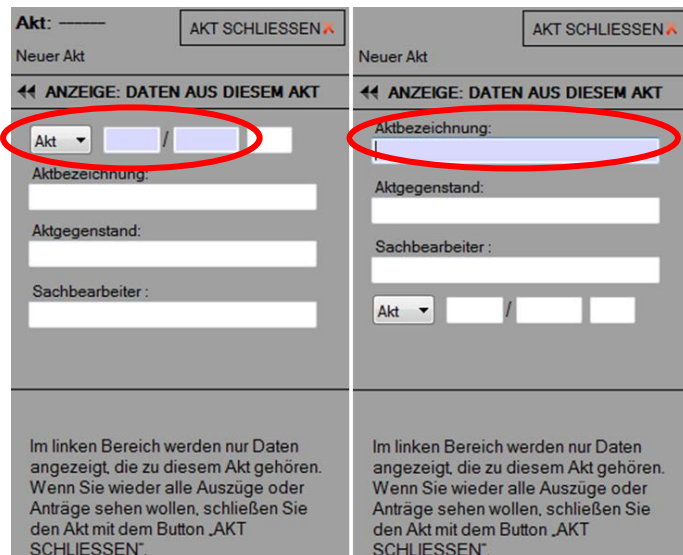 Akt: ------
AKT SCHLIESSEN
Neuer Akt
ANZEIGE: DATEN AUS DIESEM AKT
Akt
/
Aktbezeichnung:
Aktgegenstand:
Sachbearbeiter :
Im linken Bereich werden nur Daten
angezeigt, die zu diesem Akt gehören.
Wenn Sie wieder alle Auszüge oder
Anträge sehen wollen, schließen Sie
den Akt mit dem Button „AKT
SCHLIESSEN“.
AKT SCHLIESSEN
Neuer Akt
ANZEIGE: DATEN AUS DIESEM AKT
Aktbezeichnung:
Aktgegenstand:
Sachbearbeiter :
Akt
/
Im linken Bereich werden nur Daten
angezeigt, die zu diesem Akt gehören.
Wenn Sie wieder alle Auszüge oder
Anträge sehen wollen, schließen Sie
den Akt mit dem Button „AKT
SCHLIESSEN“.